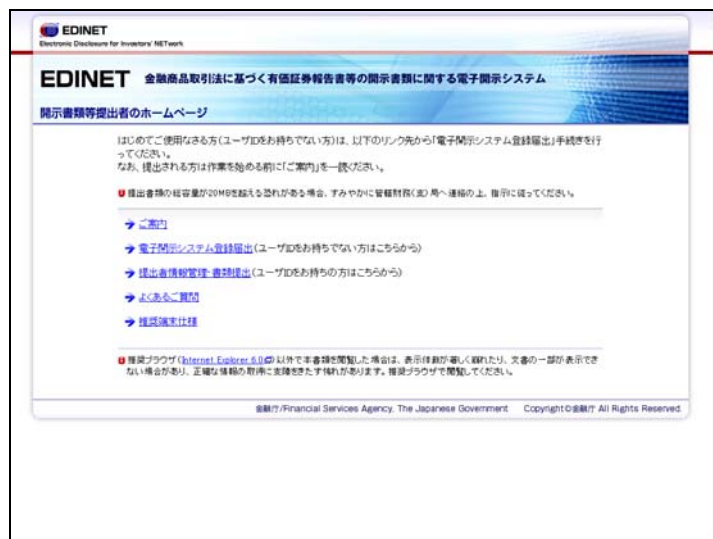 EDINET
Electronic Disclosure for Investors' NETwork
EDINET 金融商品取引法に基づく有価証券報告書等の開示書類に関する電子開示システム
開示書類等提出者のホームページ
はじめてご使用なさる方(ユーザIDをお持ちでない方)は、以下のリンク先から「電子開示システム登録届出」手続きを行
ってください。
なお、提出される方は作業を始める前に「ご案内」を一読ください。
提出書類の総容量が20MBを超える恐れがある場合、すみやかに管轄財務(支)局へ連絡の上、指示に従ってください。
ご案内
電子開示システム登録届出(ユーザIDをお持ちでない方はこちらから)
提出者情報管理・書類提出(ユーザIDをお持ちの方はこちらから)
よくあるご質問
推奨端末仕様
推奨ブラウザ(Internet Explorer 6.0)以外で本書類を閲覧した場合は、表示体裁が著しく崩れたり、文書の一部が表示でき
ない場合があり、正確な情報の取得に支障をきたす怖れがあります。推奨ブラウザで閲覧してください。
金融庁/Financial Services Agency, The Japanese Government Copyright©金融庁 All Rights Reserved.